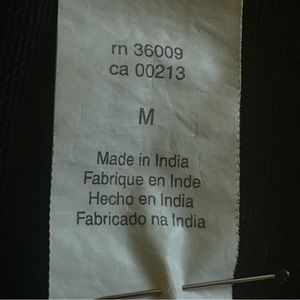 rn 36009
ca 00213
M
Made in India
Fabrique en Inde
Hecho en India
Fabricado na India